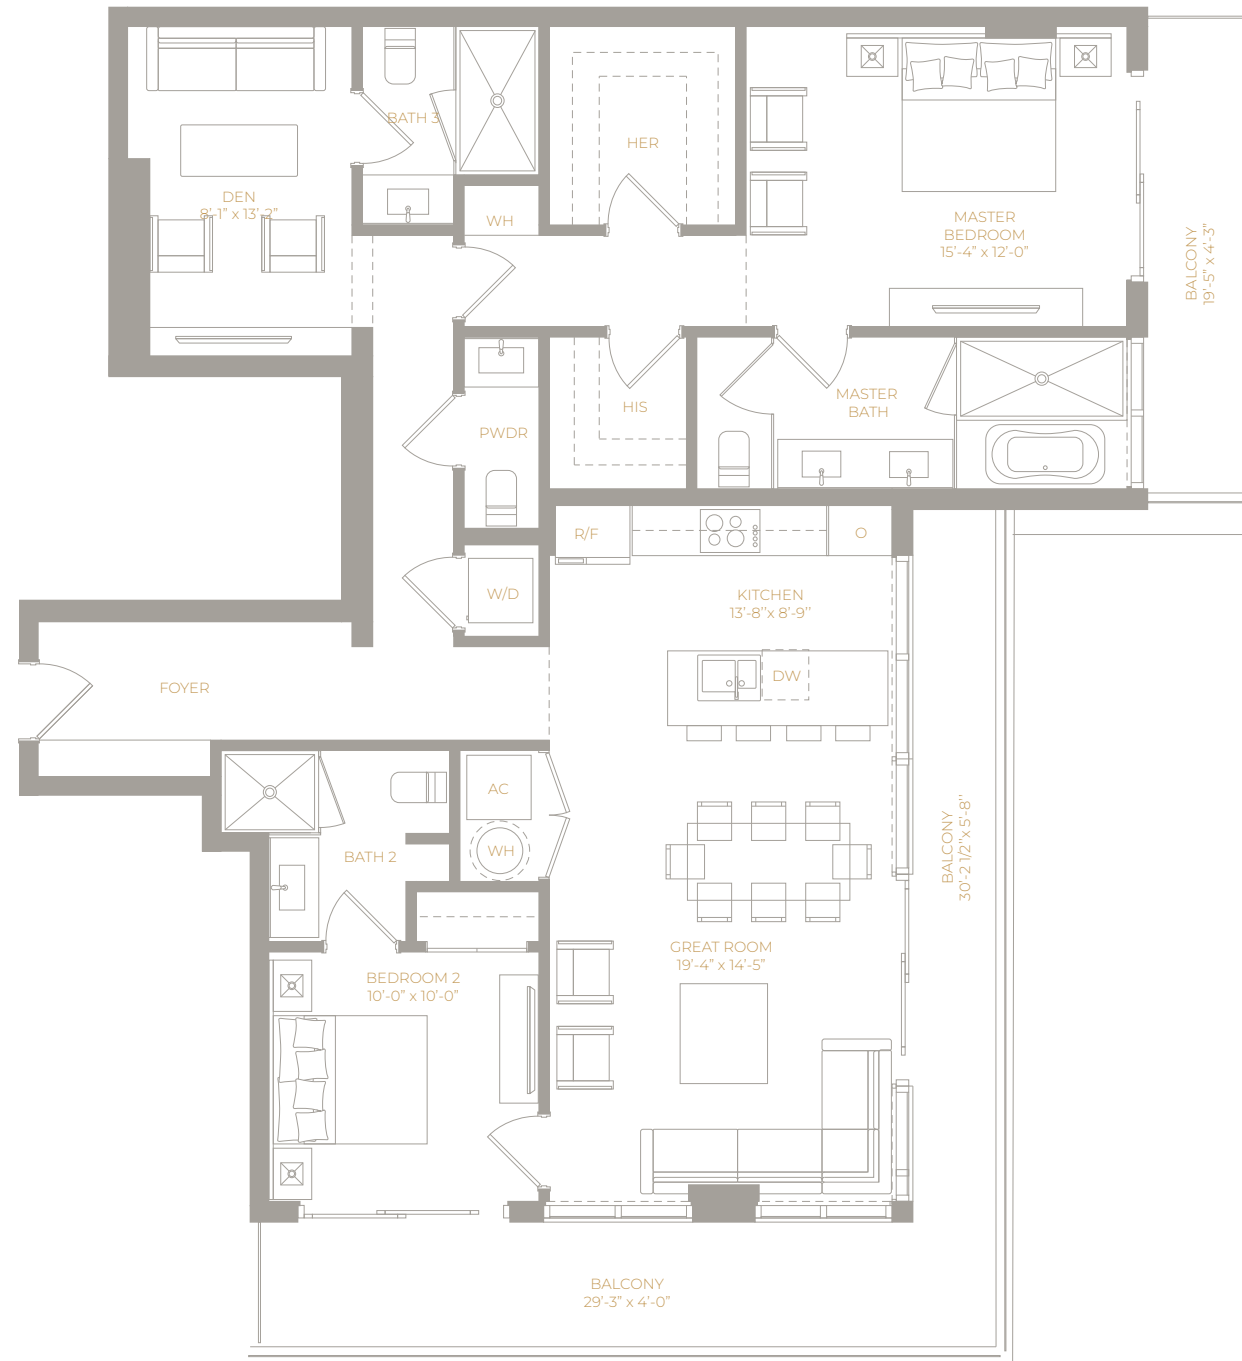 BATH 3
HER
DEN
8'-1" x 13'-2"
WH
MASTER
BEDROOM
15'-4" x 12'-0"
BALCONY
19'-5" x 4'-3"
HIS
MASTER
BATH
PWDR
R/F
O
W/D
KITCHEN
13'-8''x 8'-9''
DW
FOYER
AC
WH
BATH 2
BALCONY
30'-2 1/2''x 5'-8''
GREAT ROOM
19'-4" x 14'-5"
BEDROOM 2
10'-0" x 10'-0"
BALCONY
29'-3" x 4'-0"